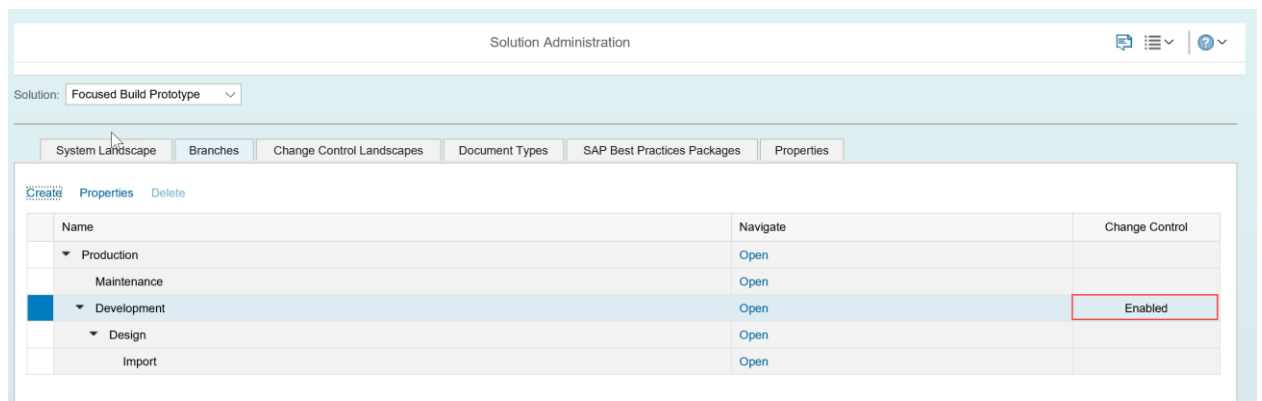 Solution Administration
Solution: Focused Build Prototype
System Landscape Branches Change Control Landscapes Document Types SAP Best Practices Packages Properties
Create Properties Delete
Name Navigate Change Control
Production Open
Maintenance Open
Development Open Enabled
Design Open
Import Open